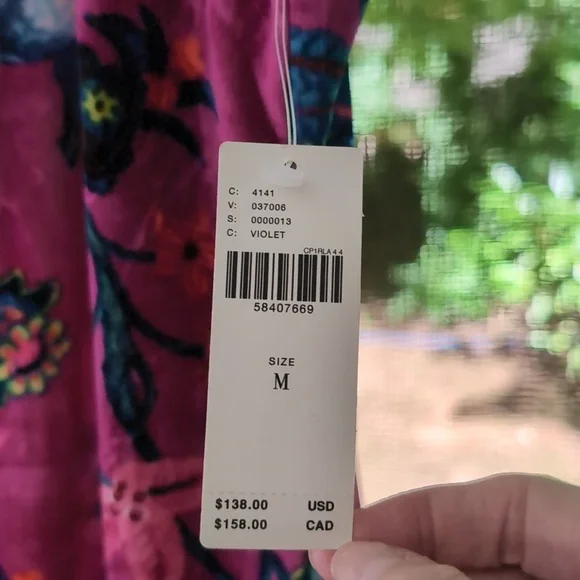 C: 4141
V: 037006
S: 0000013
C: VIOLET
CP1RLA 4 4
58407669
SIZE
M
$138.00 USD
$158.00 CAD